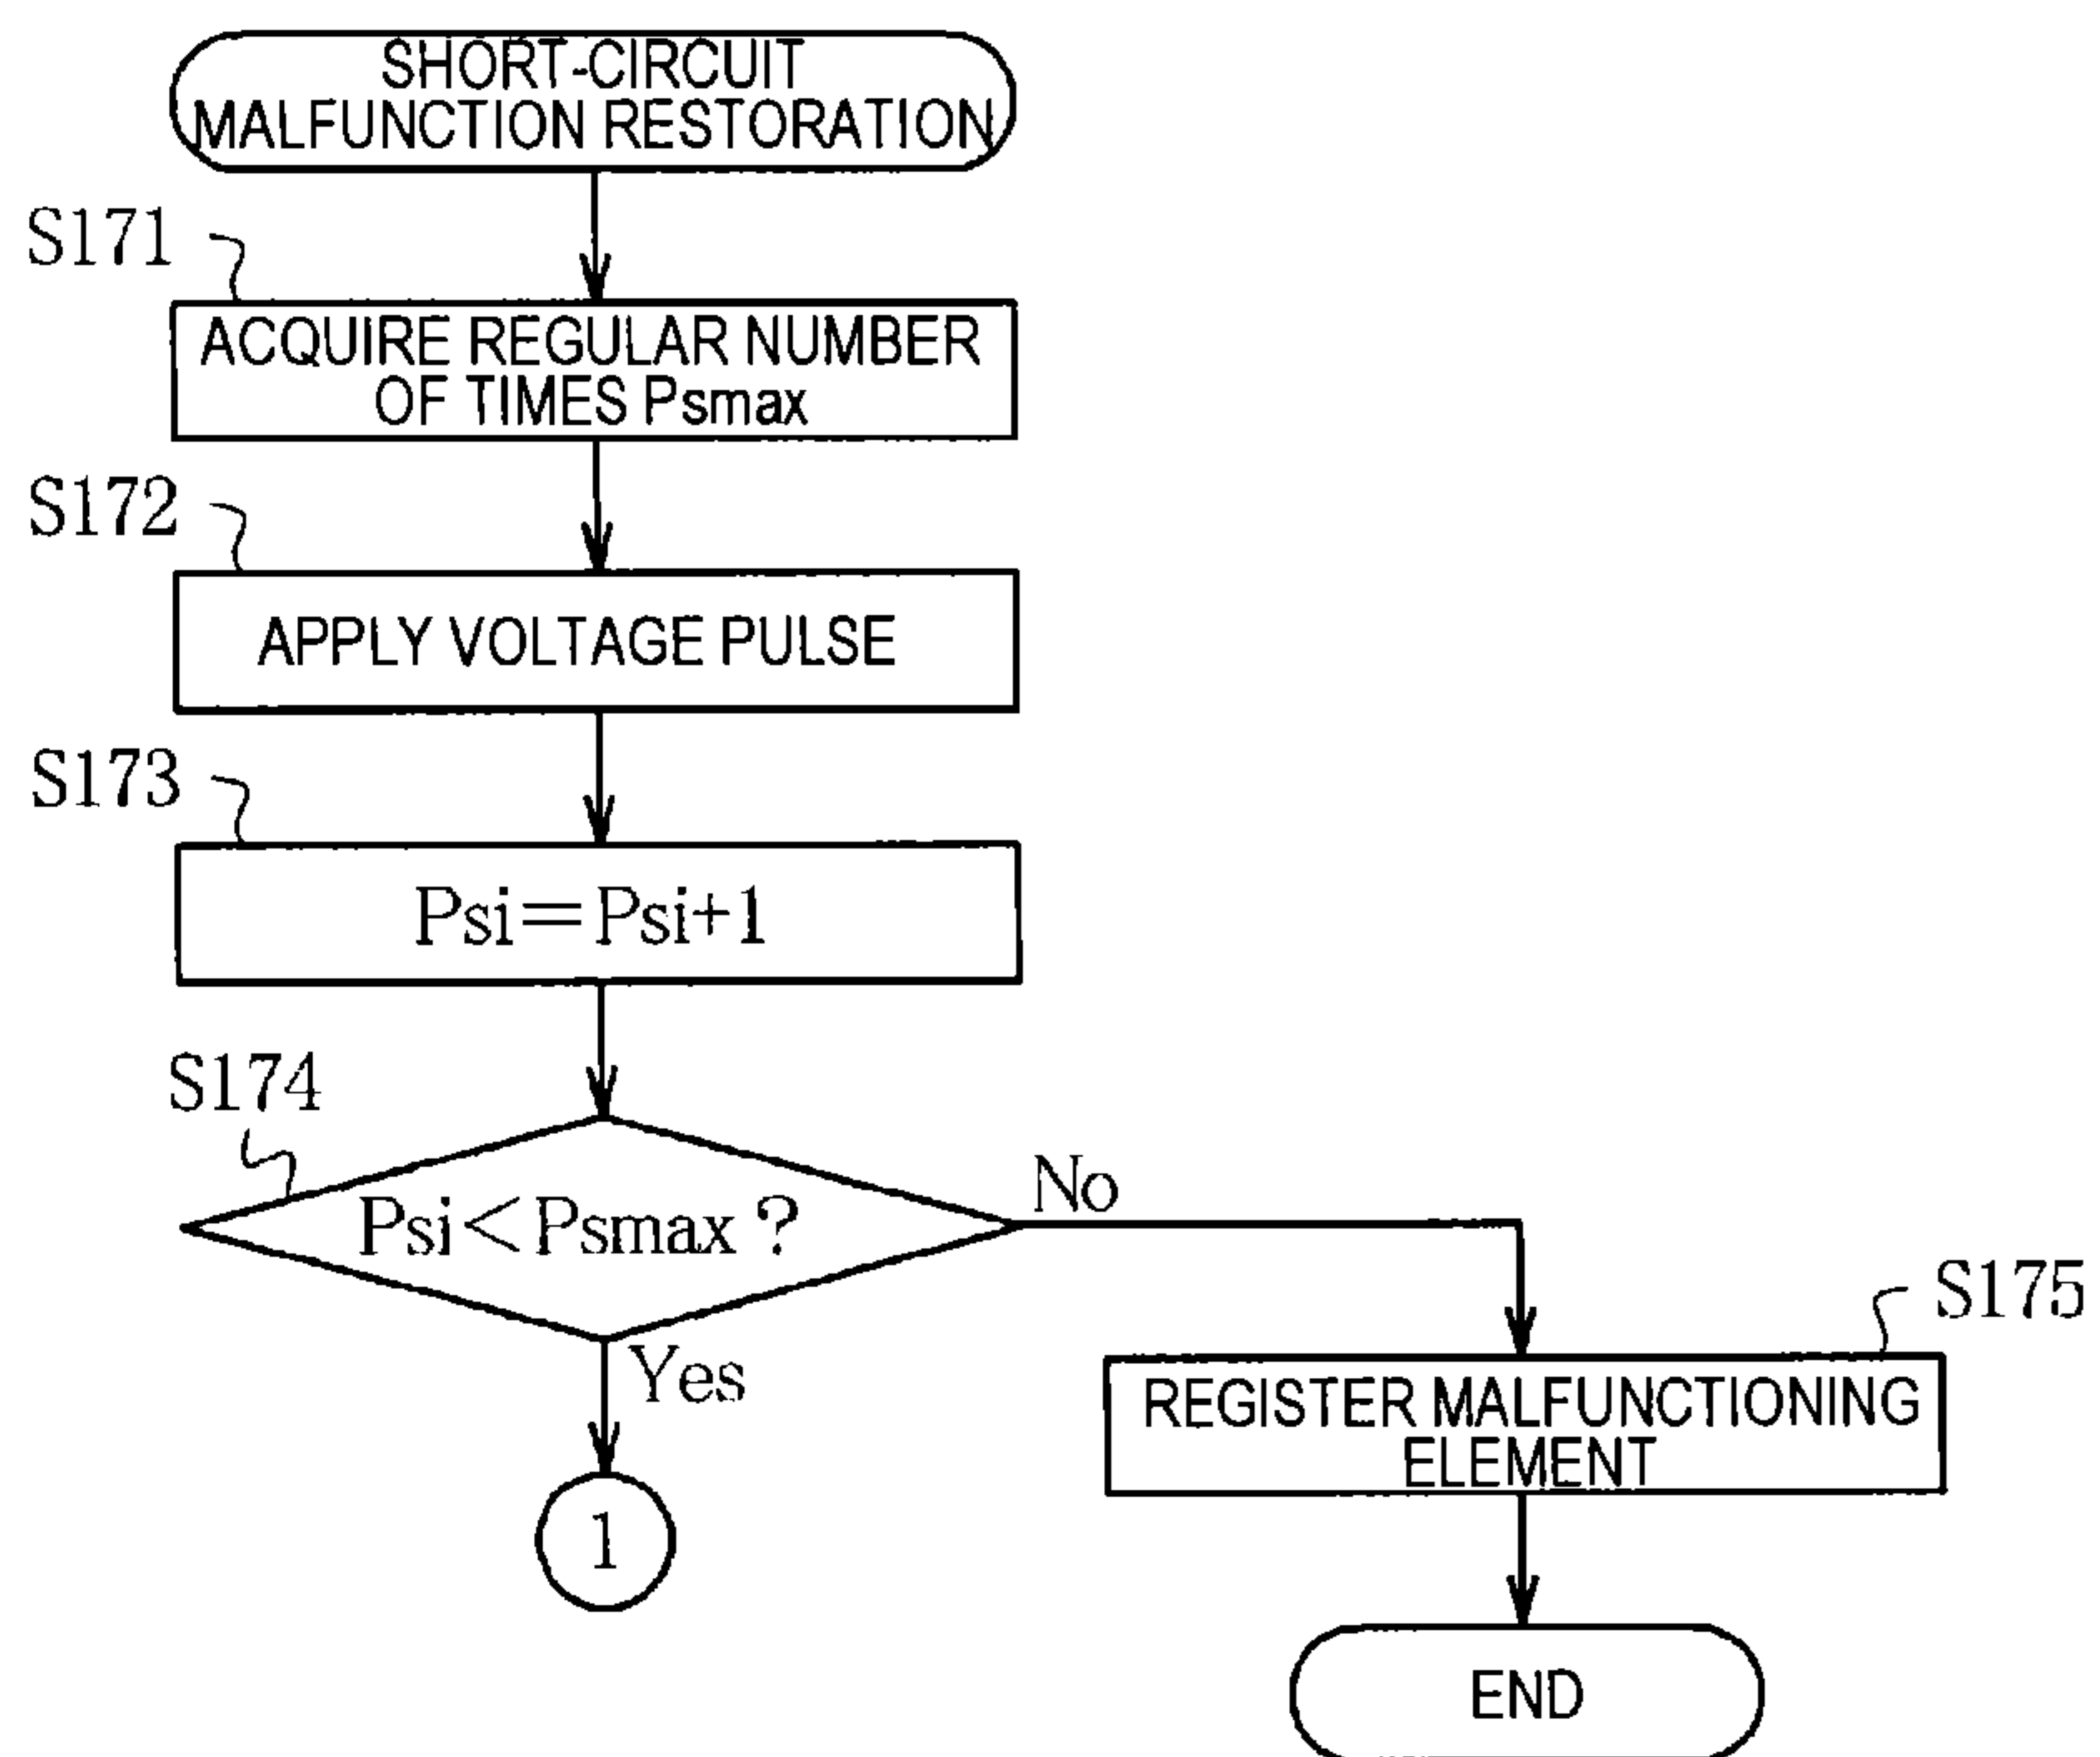 SHORT-CIRCUIT
MALFUNCTION RESTORATION
S171
ACQUIRE REGULAR NUMBER
OF TIMES Psmax
S172
APPLY VOLTAGE PULSE
S173
Psi=Psi+1
S174
Psi<Psmax ?
No
Yes
1
S175
REGISTER MALFUNCTIONING
ELEMENT
END